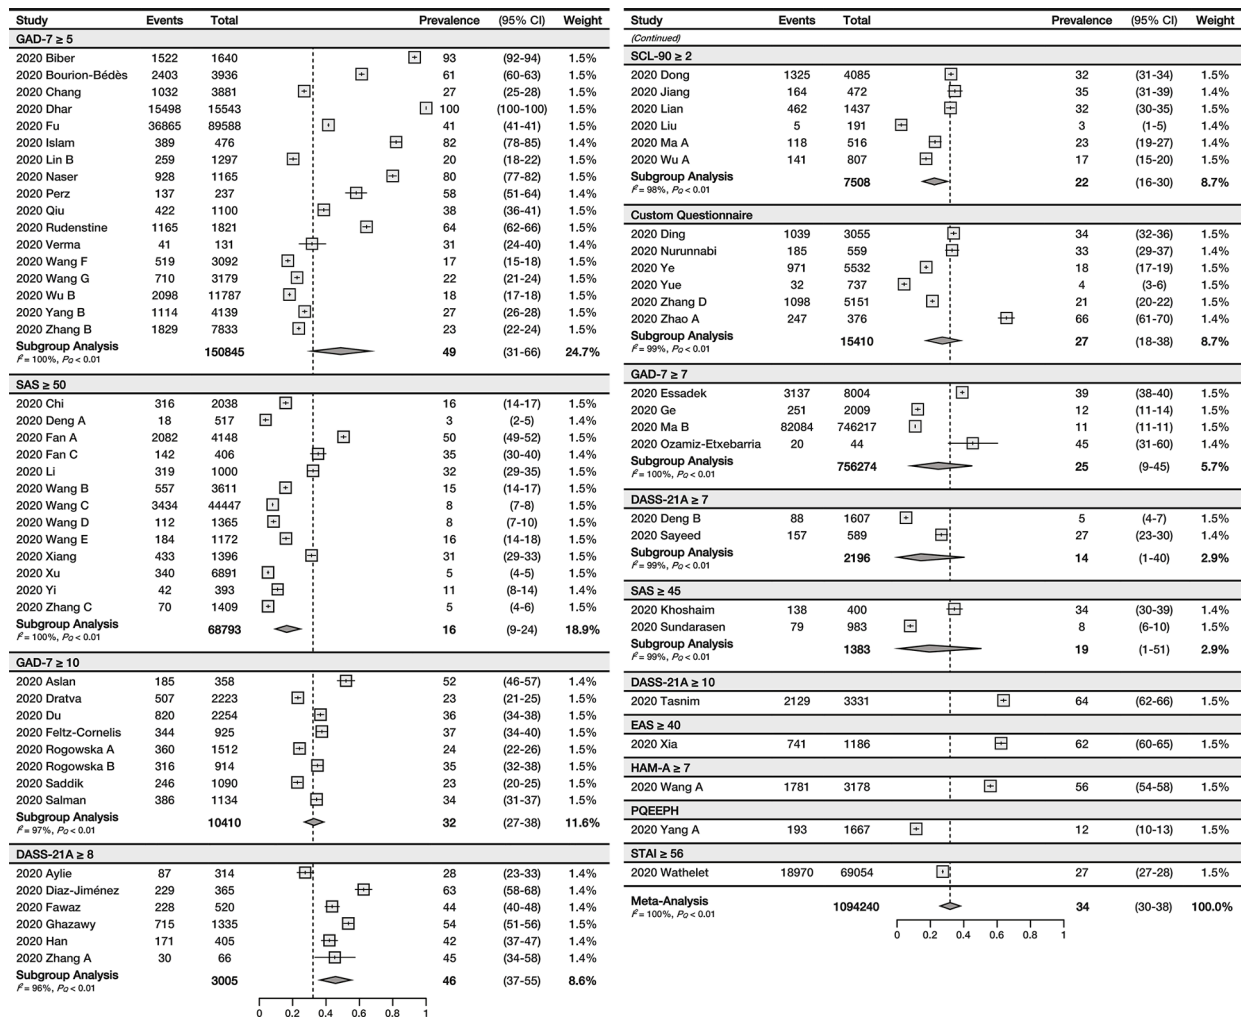 Study Events Total Prevalence (95% CI) Weight
GAD-7 ≥ 5
2020 Biber 1522 1640 93 (92-94) 1.5%
2020 Bourion-Bédès 2403 3936 61 (60-63) 1.5%
2020 Chang 1032 3881 27 (25-28) 1.5%
2020 Dhar 15498 15543 100 (100-100) 1.5%
2020 Fu 36865 89588 41 (41-41) 1.5%
2020 Islam 389 476 82 (78-85) 1.4%
2020 Lin B 259 1297 20 (18-22) 1.5%
2020 Naser 928 1165 80 (77-82) 1.5%
2020 Perz 137 237 58 (51-64) 1.4%
2020 Qiu 422 1100 38 (36-41) 1.5%
2020 Rudenstine 1165 1821 64 (62-66) 1.5%
2020 Verma 41 131 31 (24-40) 1.4%
2020 Wang F 519 3092 17 (15-18) 1.5%
2020 Wang G 710 3179 22 (21-24) 1.5%
2020 Wu B 2098 11787 18 (17-18) 1.5%
2020 Yang B 1114 4139 27 (26-28) 1.5%
2020 Zhang B 1829 7833 23 (22-24) 1.5%
Subgroup Analysis 150845 49 (31-66) 24.7%
I² = 100%, PQ < 0.01
SAS ≥ 50
2020 Chi 316 2038 16 (14-17) 1.5%
2020 Deng A 18 517 3 (2-5) 1.5%
2020 Fan A 2082 4148 50 (49-52) 1.5%
2020 Fan C 142 406 35 (30-40) 1.4%
2020 Li 319 1000 32 (29-35) 1.5%
2020 Wang B 557 3611 15 (14-17) 1.5%
2020 Wang C 3434 44447 8 (7-8) 1.5%
2020 Wang D 112 1365 8 (7-10) 1.5%
2020 Wang E 184 1172 16 (14-18) 1.5%
2020 Xiang 433 1396 31 (29-33) 1.5%
2020 Xu 340 6891 5 (4-5) 1.5%
2020 Yi 42 393 11 (8-14) 1.4%
2020 Zhang C 70 1409 5 (4-6) 1.5%
Subgroup Analysis 68793 16 (9-24) 18.9%
I² = 100%, PQ < 0.01
GAD-7 ≥ 10
2020 Aslan 185 358 52 (46-57) 1.4%
2020 Dratva 507 2223 23 (21-25) 1.5%
2020 Du 820 2254 36 (34-38) 1.5%
2020 Feltz-Cornelis 344 925 37 (34-40) 1.5%
2020 Rogowska A 360 1512 24 (22-26) 1.5%
2020 Rogowska B 316 914 35 (32-38) 1.5%
2020 Saddik 246 1090 23 (20-25) 1.5%
2020 Salman 386 1134 34 (31-37) 1.5%
Subgroup Analysis 10410 32 (27-38) 11.6%
I² = 97%, PQ < 0.01
DASS-21A ≥ 8
2020 Aylie 87 314 28 (23-33) 1.4%
2020 Diaz-Jiménez 229 365 63 (58-68) 1.4%
2020 Fawaz 228 520 44 (40-48) 1.5%
2020 Ghazawy 715 1335 54 (51-56) 1.5%
2020 Han 171 405 42 (37-47) 1.4%
2020 Zhang A 30 66 45 (34-58) 1.4%
Subgroup Analysis 3005 46 (37-55) 8.6%
I² = 96%, PQ < 0.01
0 0.2 0.4 0.6 0.8 1
Study Events Total Prevalence (95% CI) Weight
(Continued)
SCL-90 ≥ 2
2020 Dong 1325 4085 32 (31-34) 1.5%
2020 Jiang 164 472 35 (31-39) 1.4%
2020 Lian 462 1437 32 (30-35) 1.5%
2020 Liu 5 191 3 (1-5) 1.4%
2020 Ma A 118 516 23 (19-27) 1.4%
2020 Wu A 141 807 17 (15-20) 1.5%
Subgroup Analysis 7508 22 (16-30) 8.7%
I² = 98%, PQ < 0.01
Custom Questionnaire
2020 Ding 1039 3055 34 (32-36) 1.5%
2020 Nurunnabi 185 559 33 (29-37) 1.5%
2020 Ye 971 5532 18 (17-19) 1.5%
2020 Yue 32 737 4 (3-6) 1.5%
2020 Zhang D 1098 5151 21 (20-22) 1.5%
2020 Zhao A 247 376 66 (61-70) 1.4%
Subgroup Analysis 15410 27 (18-38) 8.7%
I² = 99%, PQ < 0.01
GAD-7 ≥ 7
2020 Essadek 3137 8004 39 (38-40) 1.5%
2020 Ge 251 2009 12 (11-14) 1.5%
2020 Ma B 82084 746217 11 (11-11) 1.5%
2020 Ozamiz-Etxebarria 20 44 45 (31-60) 1.4%
Subgroup Analysis 756274 25 (9-45) 5.7%
I² = 100%, PQ < 0.01
DASS-21A ≥ 7
2020 Deng B 88 1607 5 (4-7) 1.5%
2020 Sayeed 157 589 27 (23-30) 1.5%
Subgroup Analysis 2196 14 (1-40) 2.9%
I² = 99%, PQ < 0.01
SAS ≥ 45
2020 Khoshaim 138 400 34 (30-39) 1.4%
2020 Sundarasen 79 983 8 (6-10) 1.5%
Subgroup Analysis 1383 19 (1-51) 2.9%
I² = 99%, PQ < 0.01
DASS-21A ≥ 10
2020 Tasnim 2129 3331 64 (62-66) 1.5%
EAS ≥ 40
2020 Xia 741 1186 62 (60-65) 1.5%
HAM-A ≥ 7
2020 Wang A 1781 3178 56 (54-58) 1.5%
PQEEPH
2020 Yang A 193 1667 12 (10-13) 1.5%
STAI ≥ 56
2020 Wathelet 18970 69054 27 (27-28) 1.5%
Meta-Analysis 1094240 34 (30-38) 100.0%
I² = 100%, PQ < 0.01
0 0.2 0.4 0.6 0.8 1